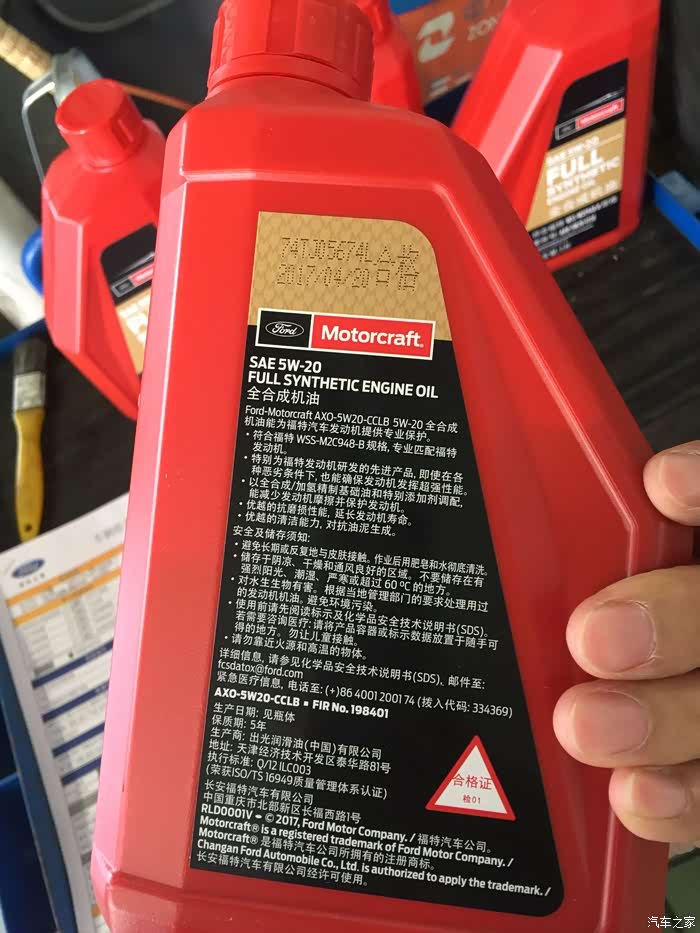 74TJ05674L △ 批
2017/04/20 日 倍
Ford Motorcraft®
SAE 5W-20
FULL SYNTHETIC ENGINE OIL
全合成机油
Ford-Motorcraft AXO-5W20-CCLB 5W-20 全合成
机油能为福特汽车发动机提供专业保护。
• 符合福特 WSS-M2C948-B 规格, 专业匹配福特
发动机。
• 特别为福特发动机研发的先进产品, 即使在各
种恶劣条件下, 也能确保发动机发挥超强性能。
• 以全合成/加氢精制基础油和特别添加剂调配,
能减少发动机摩擦并保护发动机。
• 优越的抗磨损性能, 延长发动机寿命。
• 优越的清洁能力, 对抗油泥生成。
安全及储存须知:
• 避免长期或反复地与皮肤接触。作业后用肥皂和水彻底清洗。
• 储存于阴凉、干燥和通风良好的区域。不要储存在有
强烈阳光、潮湿、严寒或超过 60 ºC 的地方。
• 对水生生物有害。根据当地管理部门的要求处理用过
的发动机机油, 避免环境污染。
• 使用前请先阅读标示及化学品安全技术说明书(SDS)。
若需要咨询医疗: 请将产品容器或标示数据放置于随手可
得的地方。勿让儿童接触。
• 请勿靠近火源和高温的物体。
详细信息, 请参见化学品安全技术说明书(SDS)、邮件至:
fcsdatox@ford.com
紧急医疗信息, 电话至: (+)86 4001200174 (拨入代码: 334369)
AXO-5W20-CCLB ▪ FIR No. 198401
生产日期: 见瓶体
保质期: 5年
生产商: 出光润滑油(中国)有限公司
地址: 天津经济技术开发区泰华路81号
执行标准: Q/12 ILC003
(荣获ISO/TS 16949质量管理体系认证)
合格证
检01
长安福特汽车有限公司
中国重庆市北部新区长福西路1号
RLD0001V – © 2017, Ford Motor Company. / 福特汽车公司。
Motorcraft® is a registered trademark of Ford Motor Company. /
Motorcraft® 是福特汽车公司所拥有的注册商标。
Changan Ford Automobile Co., Ltd. is authorized to apply the trademark. /
长安福特汽车有限公司经许可使用。
Motorcraft
SAE 5W-20
FULL
SYNTHETIC
ENGINE OIL
全合成机油
Ford
汽车之家